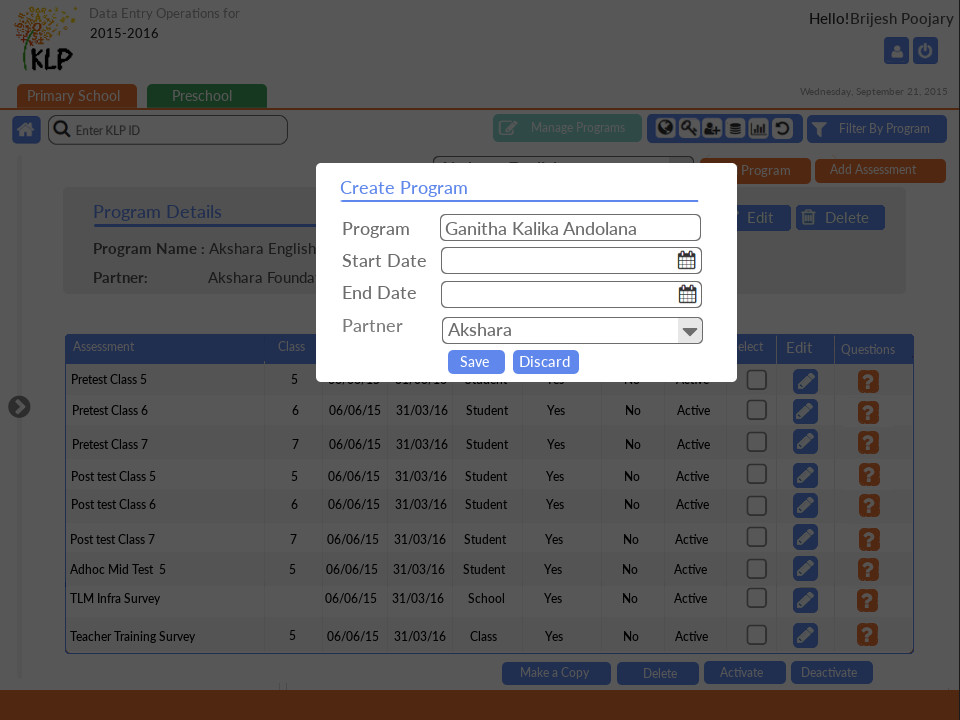 Data Entry Operations for
2015-2016
KLP
Hello!Brijesh Poojary
Primary School
Preschool
Wednesday, September 21, 2015
Enter KLP ID
Manage Programs
Filter By Program
Program
Add Assessment
Program Details
Edit
Delete
Program Name : Akshara English
Partner: Akshara Founda
Create Program
Program Ganitha Kalika Andolana
Start Date
End Date
Partner Akshara
Save Discard
Assessment Class elect Edit Questions
Pretest Class 5 5 06/06/15 31/03/16 Student Yes No Active
Pretest Class 6 6 06/06/15 31/03/16 Student Yes No Active
Pretest Class 7 7 06/06/15 31/03/16 Student Yes No Active
Post test Class 5 5 06/06/15 31/03/16 Student Yes No Active
Post test Class 6 6 06/06/15 31/03/16 Student Yes No Active
Post test Class 7 7 06/06/15 31/03/16 Student Yes No Active
Adhoc Mid Test 5 5 06/06/15 31/03/16 Student Yes No Active
TLM Infra Survey 06/06/15 31/03/16 School Yes No Active
Teacher Training Survey 5 06/06/15 31/03/16 Class Yes No Active
Make a Copy Delete Activate Deactivate